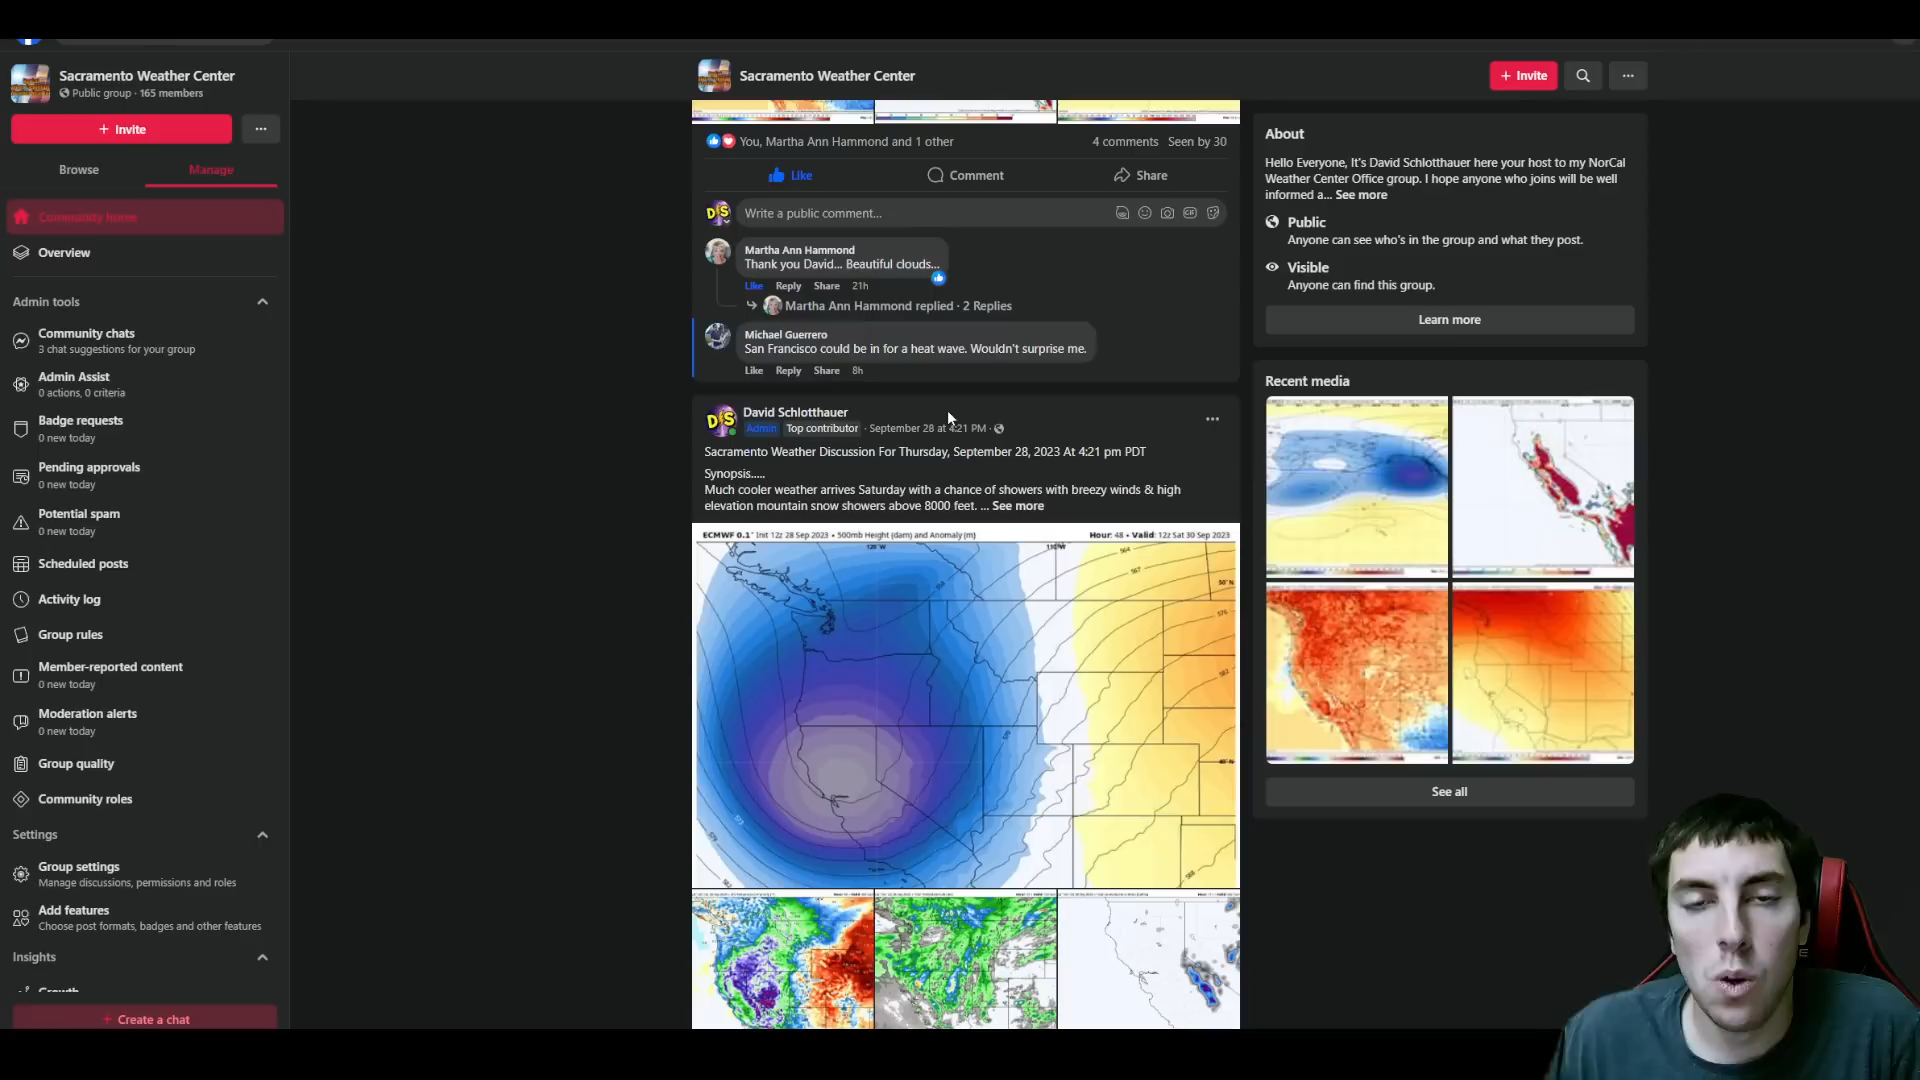 Sacramento Weather Center
Public group · 165 members
+ Invite
Browse
Manage
Community home
Overview
Admin tools
Community chats
3 chat suggestions for your group
Admin Assist
0 actions, 0 criteria
Badge requests
0 new today
Pending approvals
0 new today
Potential spam
0 new today
Scheduled posts
Activity log
Group rules
Member-reported content
0 new today
Moderation alerts
0 new today
Group quality
Community roles
Settings
Group settings
Manage discussions, permissions and roles
Add features
Choose post formats, badges and other features
Insights
Growth
+ Create a chat
Sacramento Weather Center
+ Invite
You, Martha Ann Hammond and 1 other
4 comments Seen by 30
Like
Comment
Share
Write a public comment...
Martha Ann Hammond
Thank you David... Beautiful clouds...
Like Reply Share 21h
Martha Ann Hammond replied · 2 Replies
Michael Guerrero
San Francisco could be in for a heat wave. Wouldn't surprise me.
Like Reply Share 8h
David Schlotthauer
Admin Top contributor · September 28 at 4:21 PM ·
Sacramento Weather Discussion For Thursday, September 28, 2023 At 4:21 pm PDT
Synopsis.....
Much cooler weather arrives Saturday with a chance of showers with breezy winds & high
elevation mountain snow showers above 8000 feet. ... See more
ECMWF 0.1° Init 12z 28 Sep 2023 • 500mb Height (dam) and Anomaly (m)
Hour: 48 • Valid: 12z Sat 30 Sep 2023
About
Hello Everyone, It's David Schlotthauer here your host to my NorCal
Weather Center Office group. I hope anyone who joins will be well
informed a... See more
Public
Anyone can see who's in the group and what they post.
Visible
Anyone can find this group.
Learn more
Recent media
See all